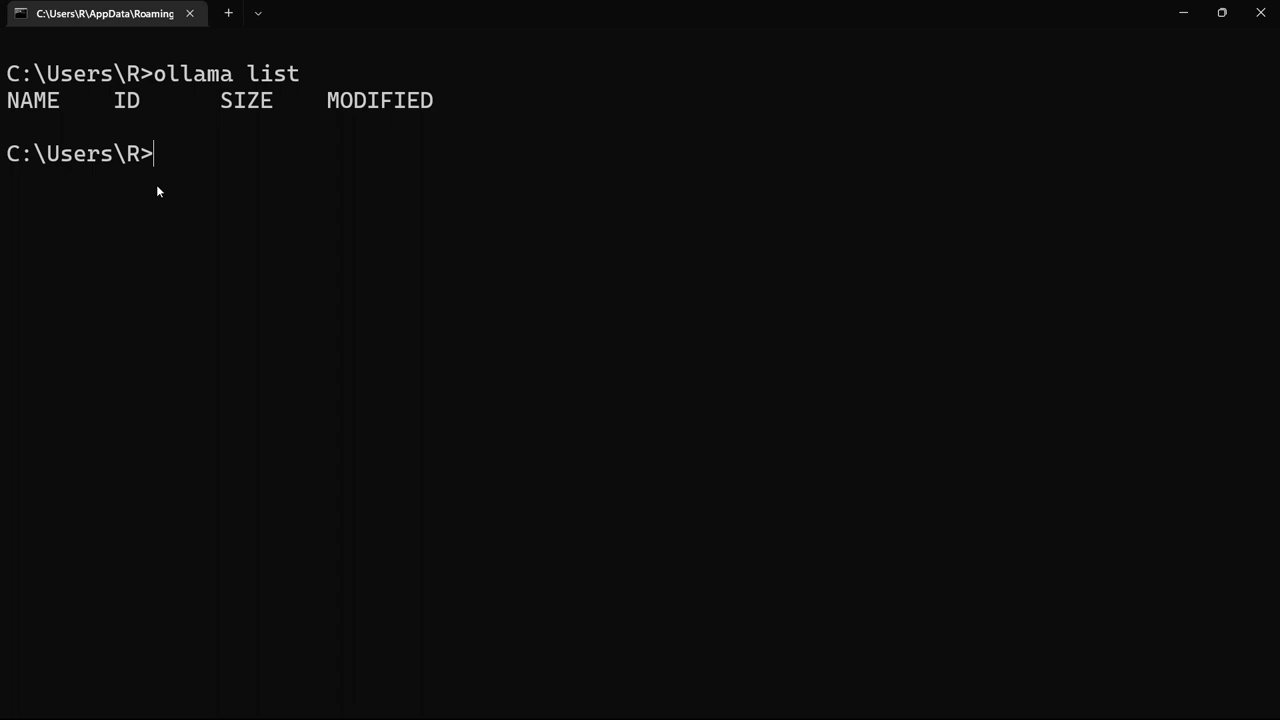 C:\Users\R\AppData\Roaming
C:\Users\R>ollama list
NAME    ID      SIZE    MODIFIED
C:\Users\R>